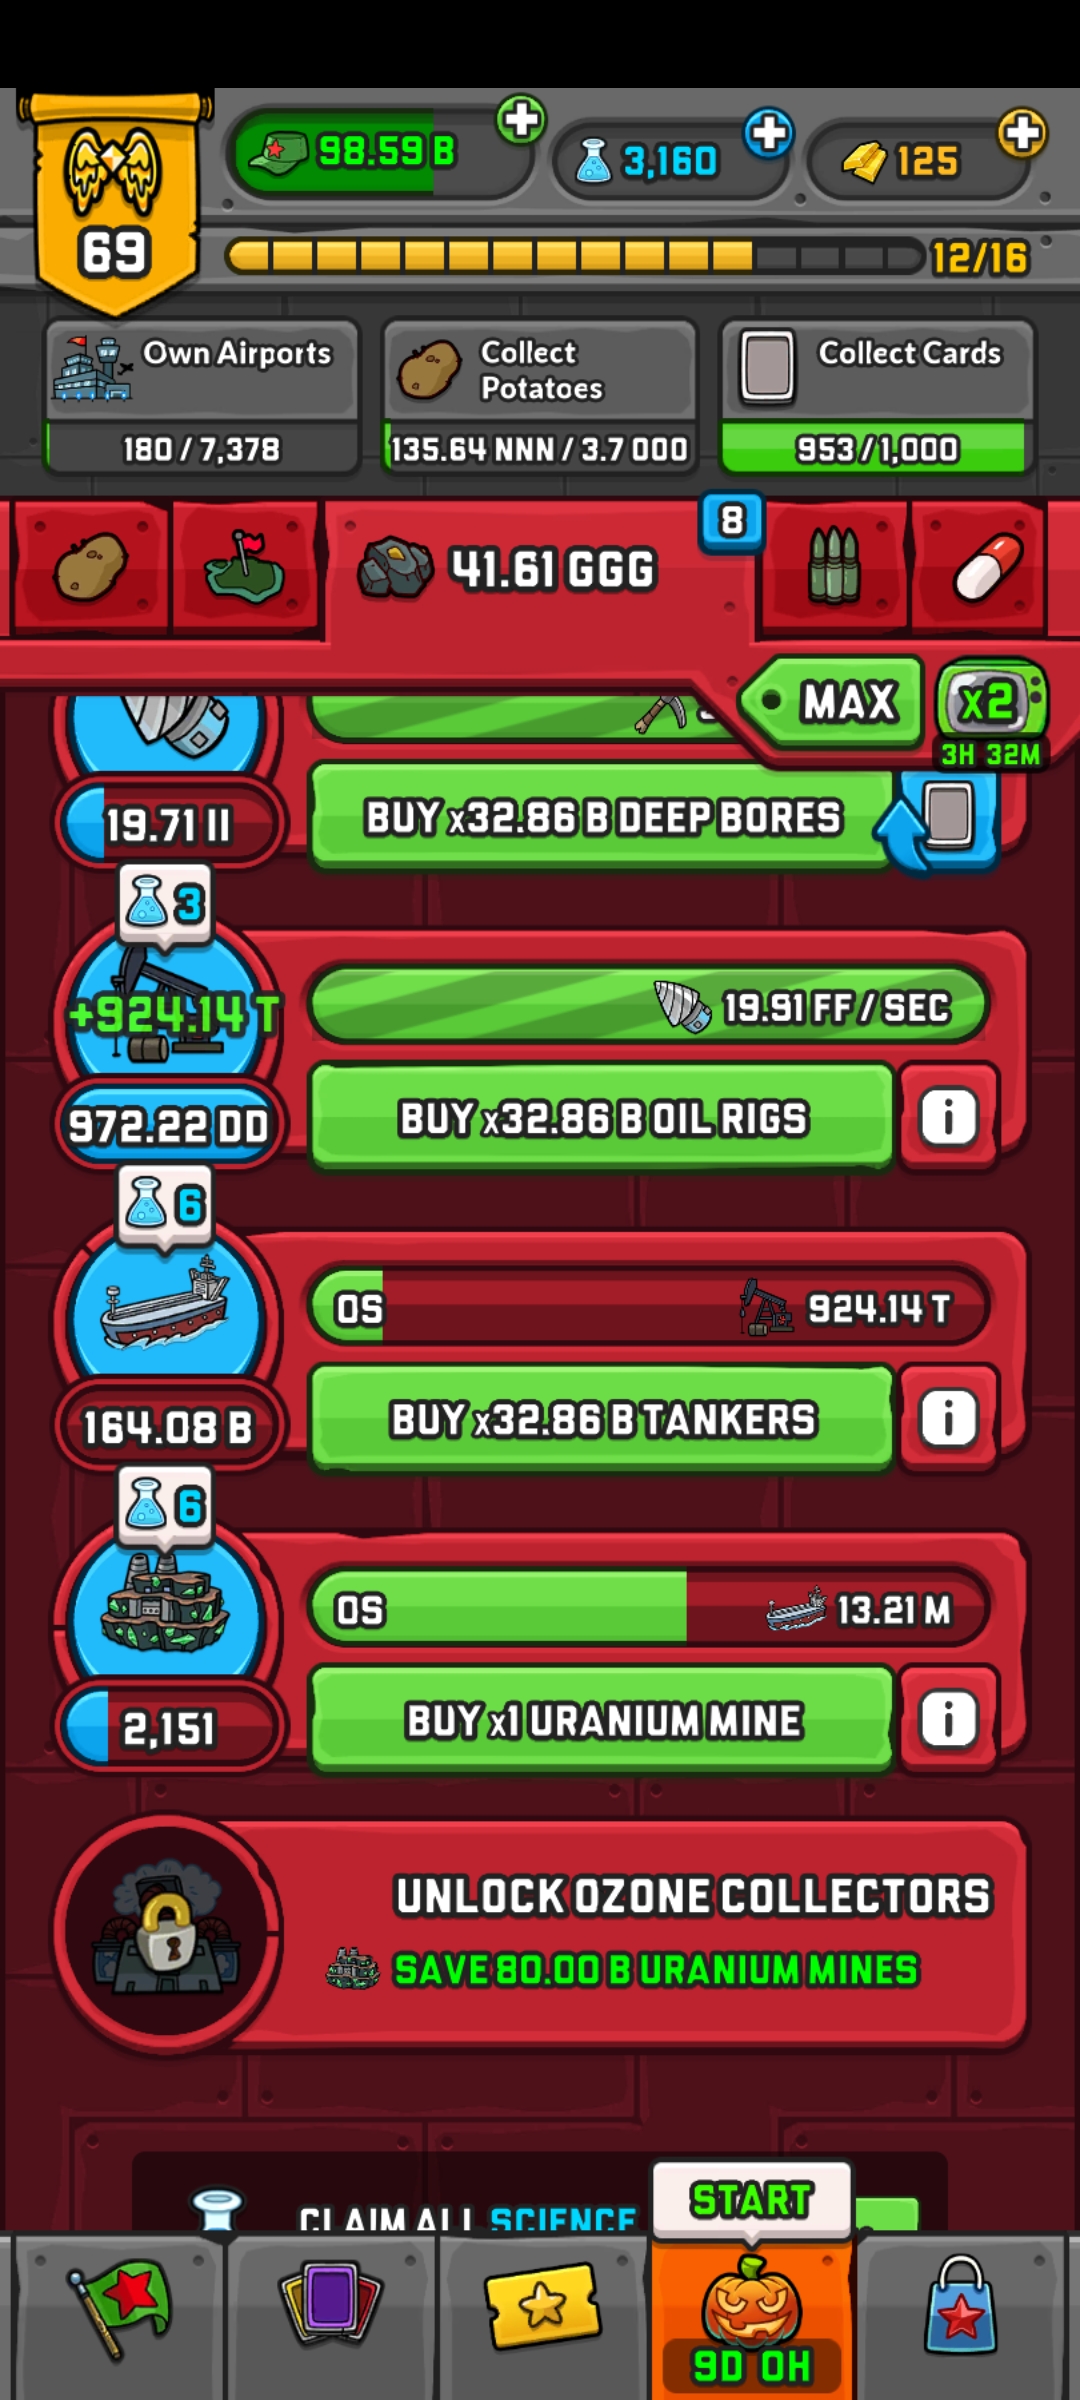 98.59 B
3,160
125
69
12/16
Own Airports
180 / 7,378
Collect
Potatoes
135.64 NNN / 3.7 OOO
Collect Cards
953 / 1,000
8
41.61 GGG
MAX
x2
3H 32M
19.71 II
BUY x32.86 B DEEP BORES
3
+924.14 T
19.91 FF / SEC
972.22 DD
BUY x32.86 B OIL RIGS
i
6
0S
924.14 T
164.08 B
BUY x32.86 B TANKERS
i
6
0S
13.21 M
2,151
BUY x1 URANIUM MINE
i
UNLOCK OZONE COLLECTORS
SAVE 80.00 B URANIUM MINES
CLAIM ALL SCIENCE
START
9D 0H